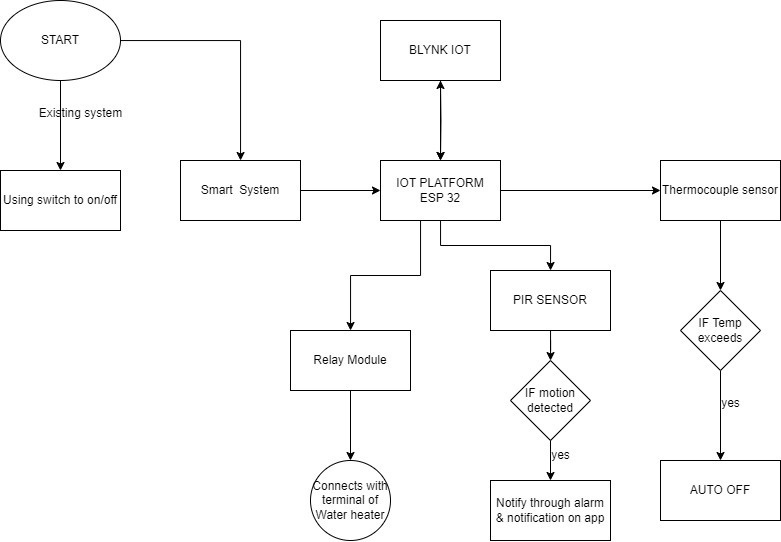 START
BLYNK IOT
Existing system
Using switch to on/off
Smart System
IOT PLATFORM
ESP 32
Thermocouple sensor
PIR SENSOR
IF Temp
exceeds
Relay Module
IF motion
detected
yes
yes
Connects with
terminal of
Water heater
Notify through alarm
& notification on app
AUTO OFF